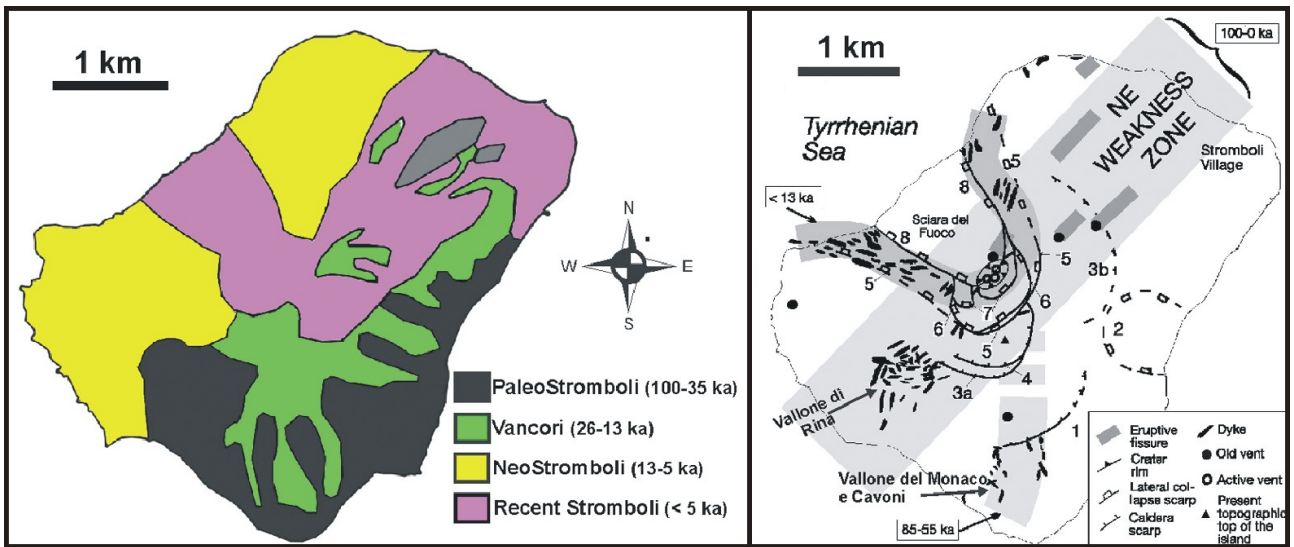 1 km
N
W
E
S
PaleoStromboli (100-35 ka)
Vancori (26-13 ka)
NeoStromboli (13-5 ka)
Recent Stromboli (< 5 ka)
1 km
100-0 ka
NE
WEAKNESS
ZONE
Tyrrhenian
Sea
Stromboli
Village
5
8
< 13 ka
Sciara del
Fuoco
8
5
5
3b
6
7
6
2
5
4
3a
Vallone di
Rina
1
Vallone del Monaco
e Cavoni
85-55 ka
Eruptive
fissure
Crater
rim
Lateral col-
lapse scarp
Caldera
scarp
Dyke
Old vent
Active vent
Present
topographic
top of the
island